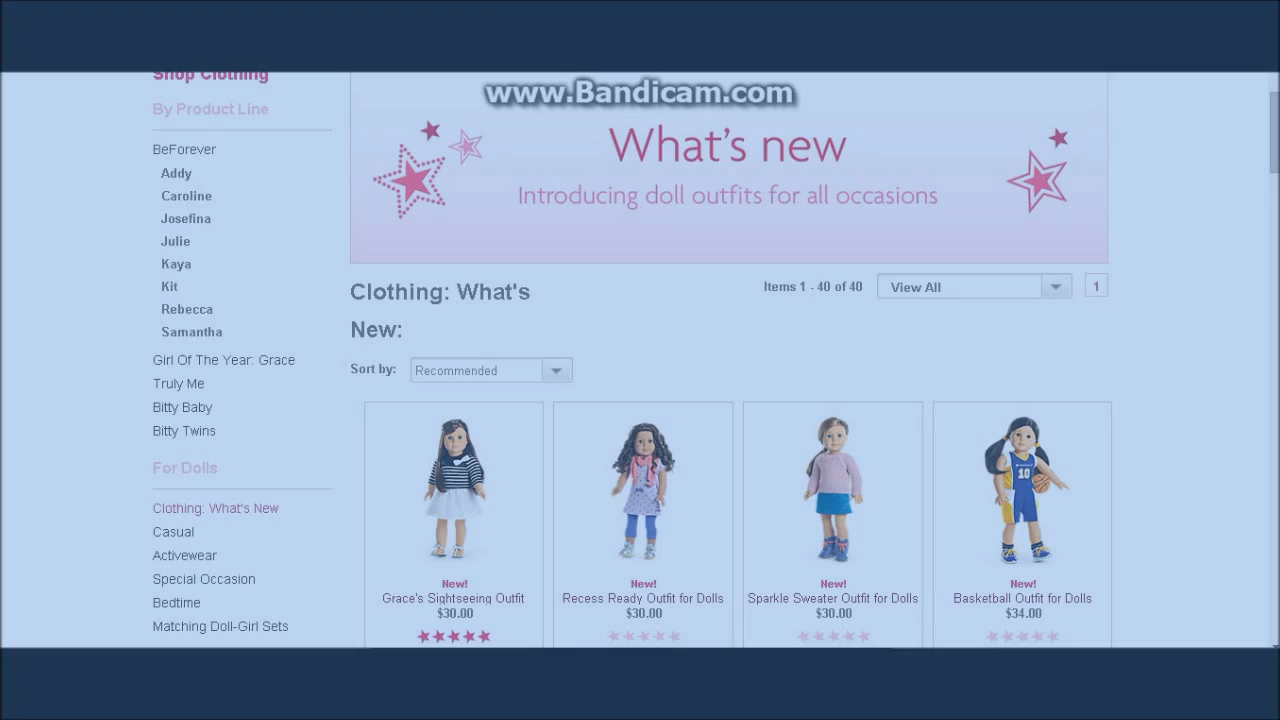 www.Bandicam.com
Shop Clothing
By Product Line
BeForever
Addy
Caroline
Josefina
Julie
Kaya
Kit
Rebecca
Samantha
Girl Of The Year: Grace
Truly Me
Bitty Baby
Bitty Twins
For Dolls
Clothing: What's New
Casual
Activewear
Special Occasion
Bedtime
Matching Doll-Girl Sets
What's new
Introducing doll outfits for all occasions
Clothing: What's
New:
Items 1 - 40 of 40
View All
1
Sort by:
Recommended
New!
Grace's Sightseeing Outfit
$30.00
New!
Recess Ready Outfit for Dolls
$30.00
New!
Sparkle Sweater Outfit for Dolls
$30.00
10
New!
Basketball Outfit for Dolls
$34.00